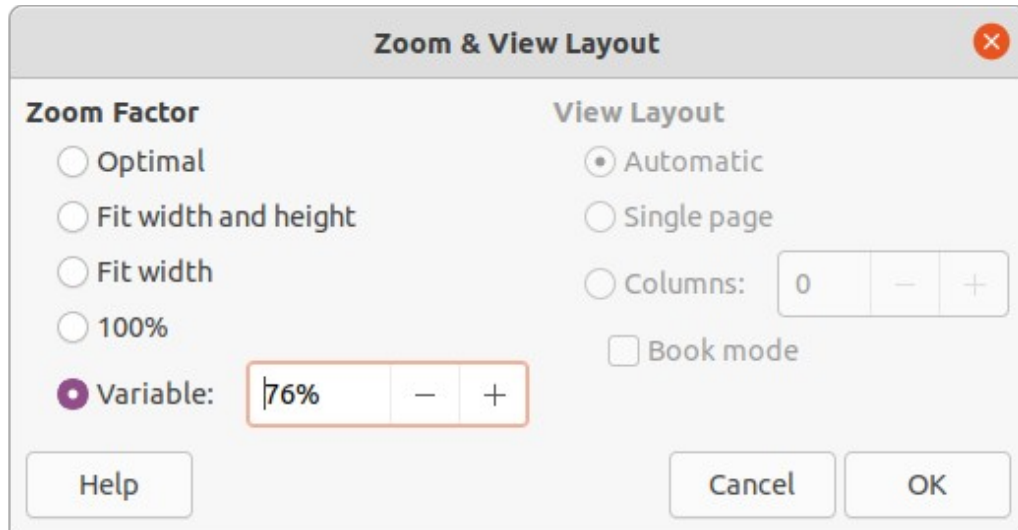 Zoom & View Layout
Zoom Factor
Optimal
Fit width and height
Fit width
100%
Variable: 76%
View Layout
Automatic
Single page
Columns: 0
Book mode
Help
Cancel
OK